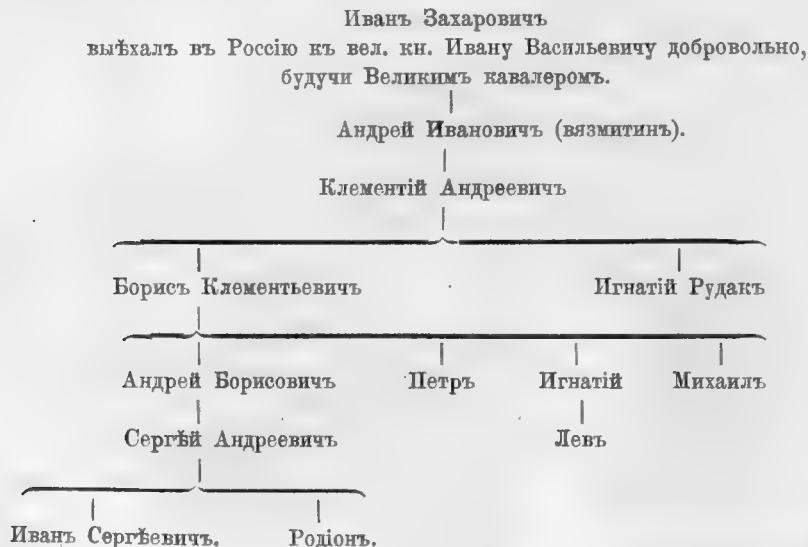 Иванъ Захаровичъ
выѣхалъ въ Россію къ вел. кн. Ивану Васильевичу добровольно,
будучи Великимъ кавалеромъ.
Андрей Ивановичъ (вязмитинъ).
Клементій Андреевичъ
Борисъ Клементьевичъ Игнатій Рудакъ
Андрей Борисовичъ Петръ Игнатій Михаилъ
Сергѣй Андреевичъ Левъ
Иванъ Сергѣевичъ. Родіонъ.